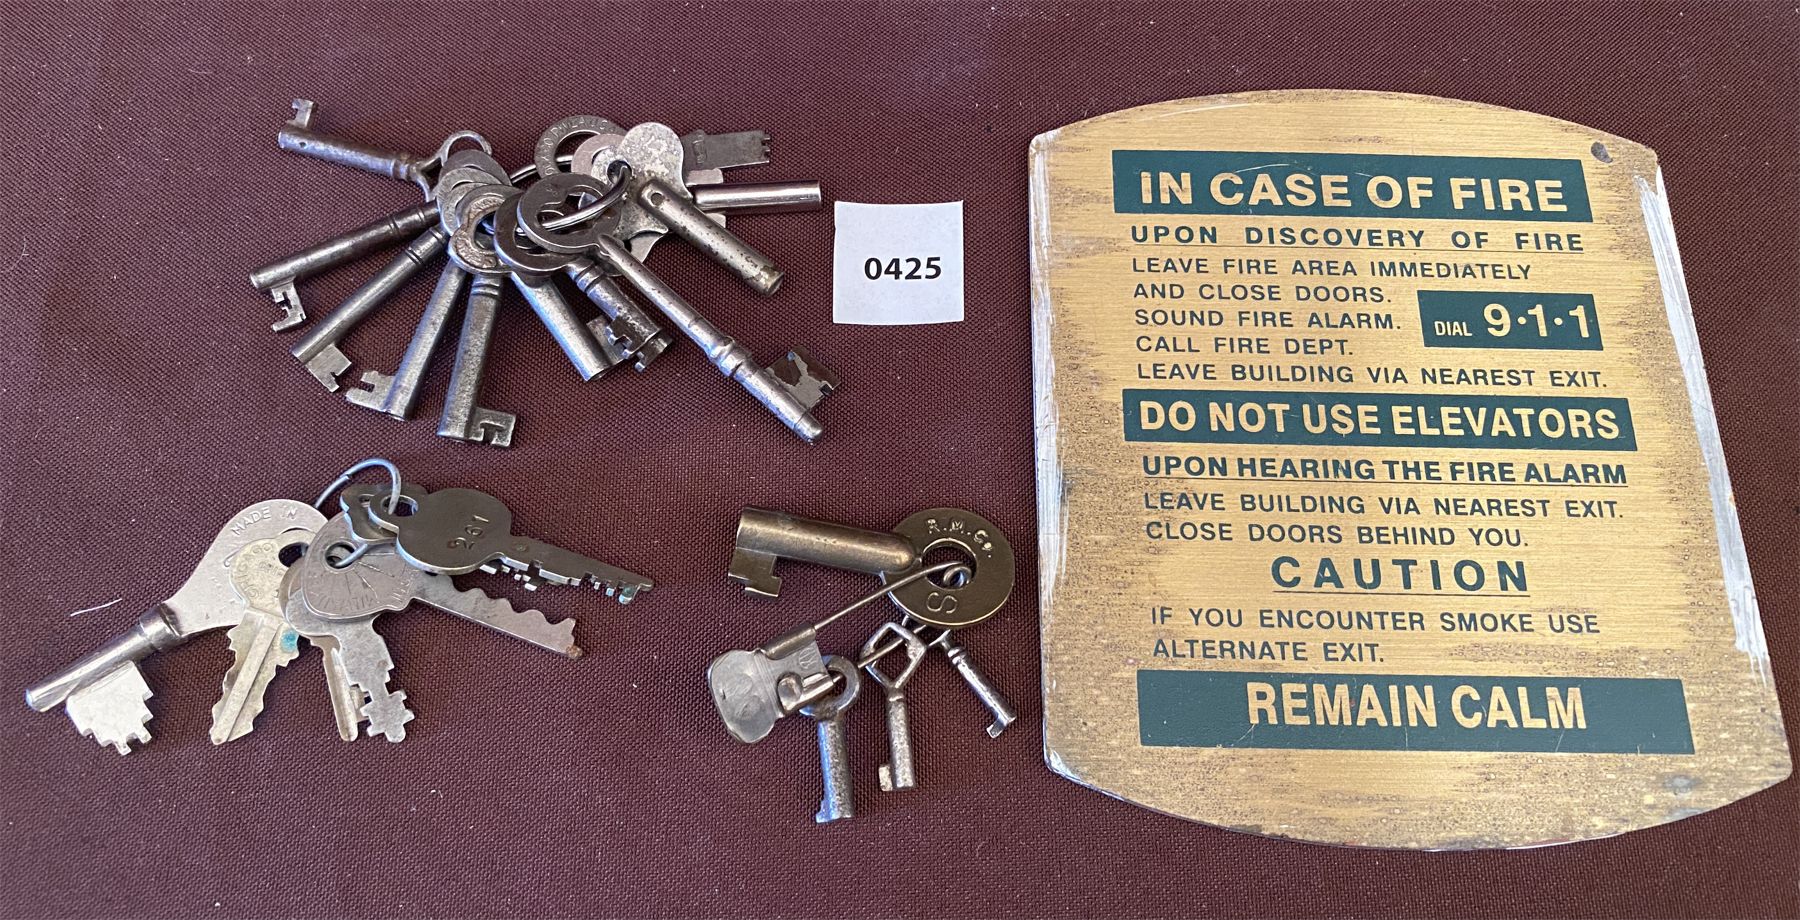 0425
IN CASE OF FIRE
UPON DISCOVERY OF FIRE
LEAVE FIRE AREA IMMEDIATELY
AND CLOSE DOORS.
SOUND FIRE ALARM.
CALL FIRE DEPT.
DIAL 9·1·1
LEAVE BUILDING VIA NEAREST EXIT.
DO NOT USE ELEVATORS
UPON HEARING THE FIRE ALARM
LEAVE BUILDING VIA NEAREST EXIT.
CLOSE DOORS BEHIND YOU.
CAUTION
IF YOU ENCOUNTER SMOKE USE
ALTERNATE EXIT.
REMAIN CALM
MADE IN
261
R.M.Co.
S